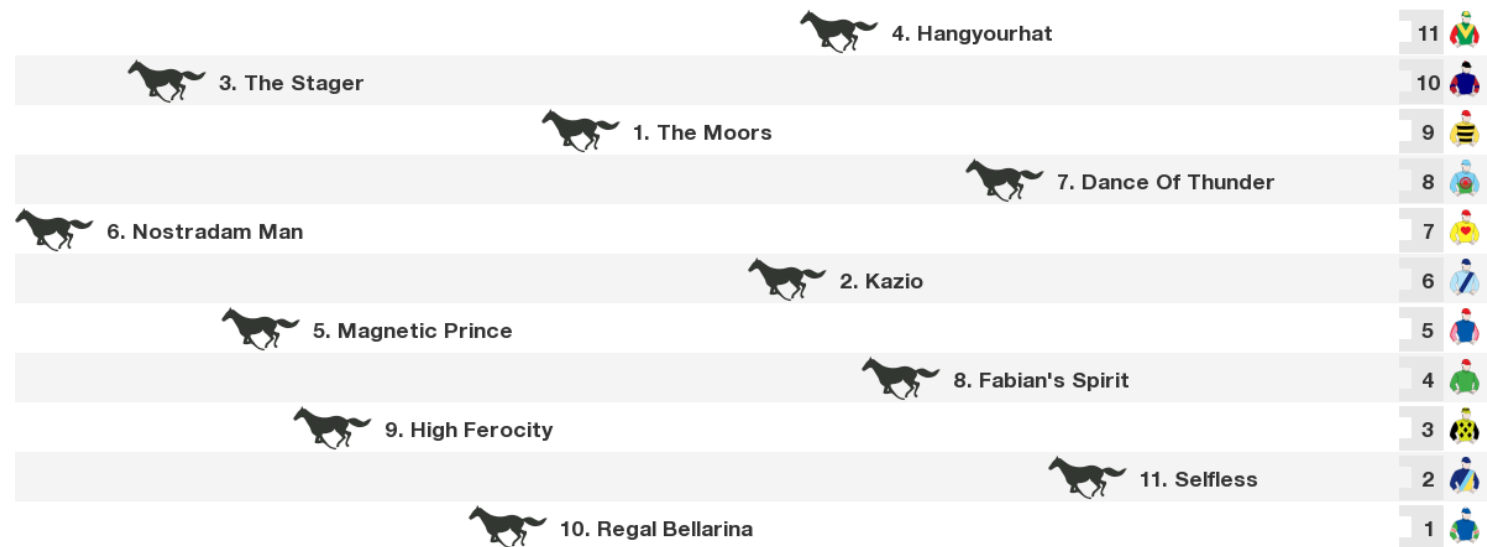 4. Hangyourhat 11
3. The Stager 10
1. The Moors 9
7. Dance Of Thunder 8
6. Nostradam Man 7
2. Kazio 6
5. Magnetic Prince 5
8. Fabian's Spirit 4
9. High Ferocity 3
11. Selfless 2
10. Regal Bellarina 1